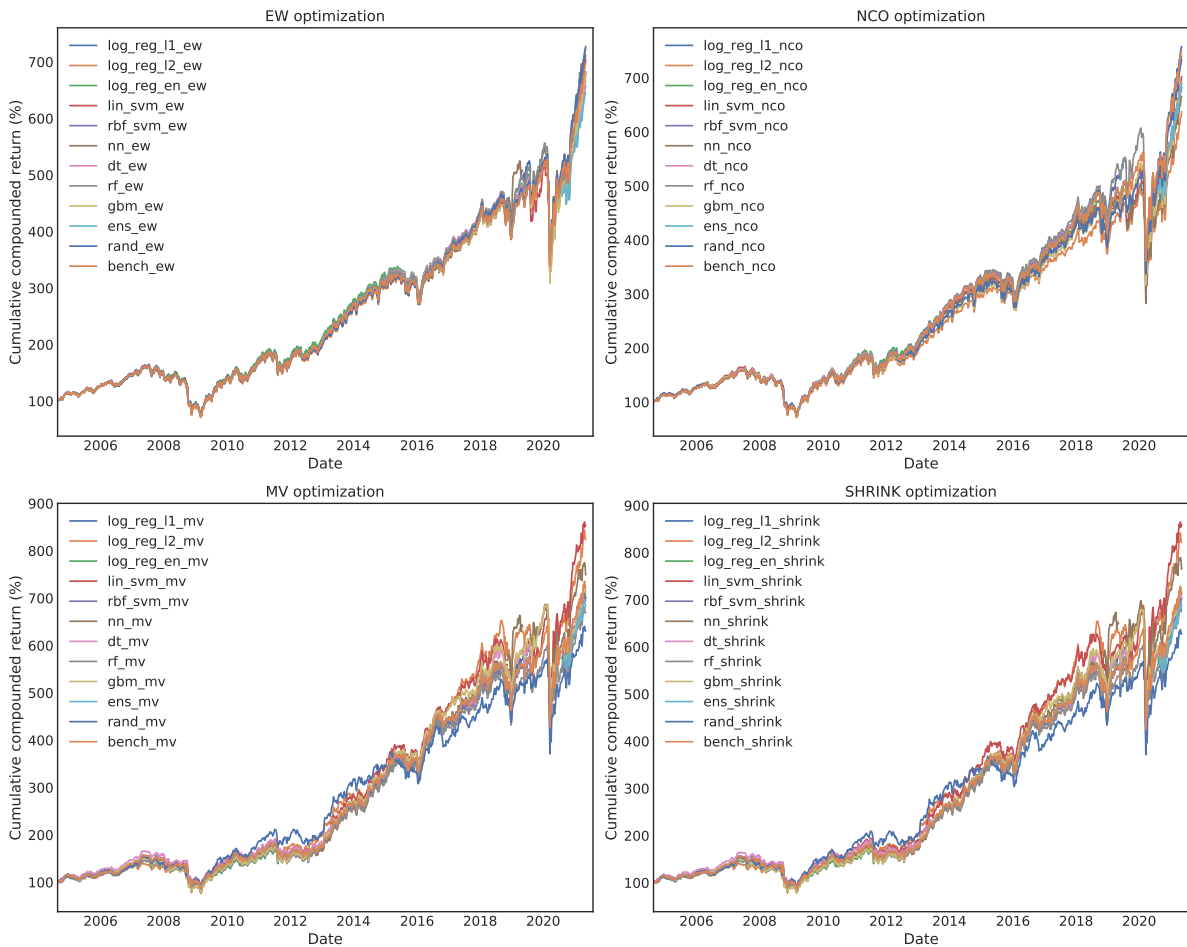 EW optimization
Cumulative compounded return (%)
700
600
500
400
300
200
100
log_reg_l1_ew
log_reg_l2_ew
log_reg_en_ew
lin_svm_ew
rbf_svm_ew
nn_ew
dt_ew
rf_ew
gbm_ew
ens_ew
rand_ew
bench_ew
2006 2008 2010 2012 2014 2016 2018 2020
Date
NCO optimization
Cumulative compounded return (%)
700
600
500
400
300
200
100
log_reg_l1_nco
log_reg_l2_nco
log_reg_en_nco
lin_svm_nco
rbf_svm_nco
nn_nco
dt_nco
rf_nco
gbm_nco
ens_nco
rand_nco
bench_nco
2006 2008 2010 2012 2014 2016 2018 2020
Date
MV optimization
Cumulative compounded return (%)
900
800
700
600
500
400
300
200
100
log_reg_l1_mv
log_reg_l2_mv
log_reg_en_mv
lin_svm_mv
rbf_svm_mv
nn_mv
dt_mv
rf_mv
gbm_mv
ens_mv
rand_mv
bench_mv
2006 2008 2010 2012 2014 2016 2018 2020
Date
SHRINK optimization
Cumulative compounded return (%)
900
800
700
600
500
400
300
200
100
log_reg_l1_shrink
log_reg_l2_shrink
log_reg_en_shrink
lin_svm_shrink
rbf_svm_shrink
nn_shrink
dt_shrink
rf_shrink
gbm_shrink
ens_shrink
rand_shrink
bench_shrink
2006 2008 2010 2012 2014 2016 2018 2020
Date